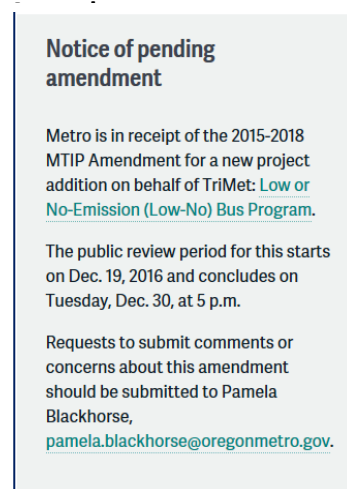 Notice of pending
amendment
Metro is in receipt of the 2015-2018
MTIP Amendment for a new project
addition on behalf of TriMet: Low or
No-Emission (Low-No) Bus Program.
The public review period for this starts
on Dec. 19, 2016 and concludes on
Tuesday, Dec. 30, at 5 p.m.
Requests to submit comments or
concerns about this amendment
should be submitted to Pamela
Blackhorse,
pamela.blackhorse@oregonmetro.gov.